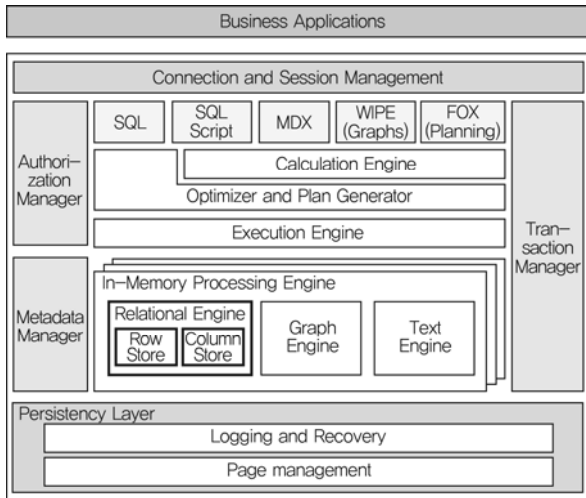 Business Applications
Connection and Session Management
Authori-
zation
Manager
SQL
SQL
Script
MDX
WIPE
(Graphs)
FOX
(Planning)
Calculation Engine
Optimizer and Plan Generator
Execution Engine
Tran-
saction
Manager
Metadada
Manager
In-Memory Processing Engine
Relational Engine
Row
Store
Column
Store
Graph
Engine
Text
Engine
Persistency Layer
Logging and Recovery
Page management